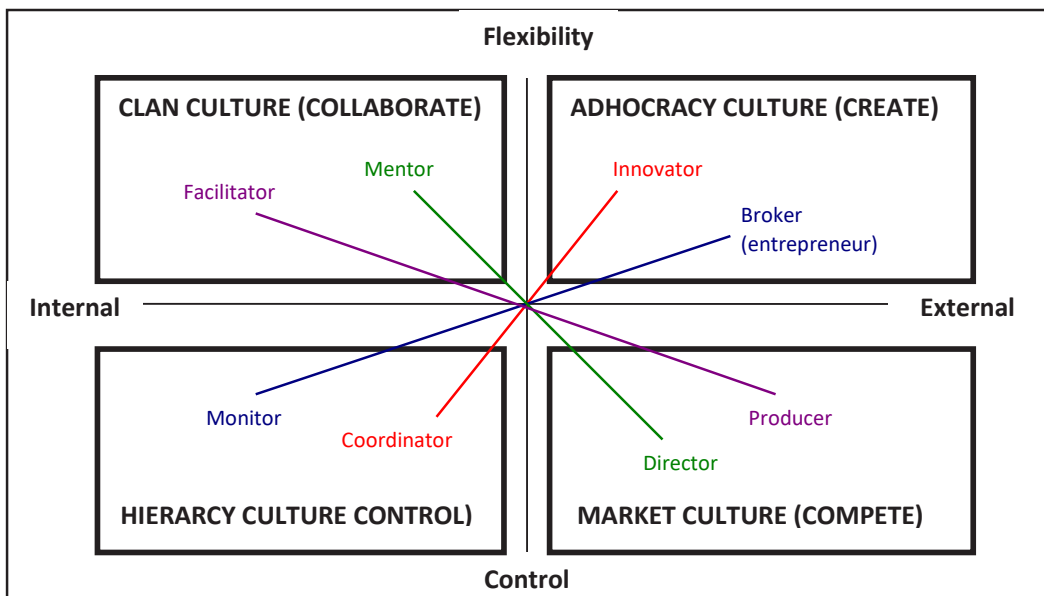 Flexibility
CLAN CULTURE (COLLABORATE)
ADHOCRACY CULTURE (CREATE)
Mentor
Innovator
Facilitator
Broker
(entrepreneur)
Internal
External
Monitor
Coordinator
Producer
Director
HIERARCY CULTURE CONTROL)
MARKET CULTURE (COMPETE)
Control